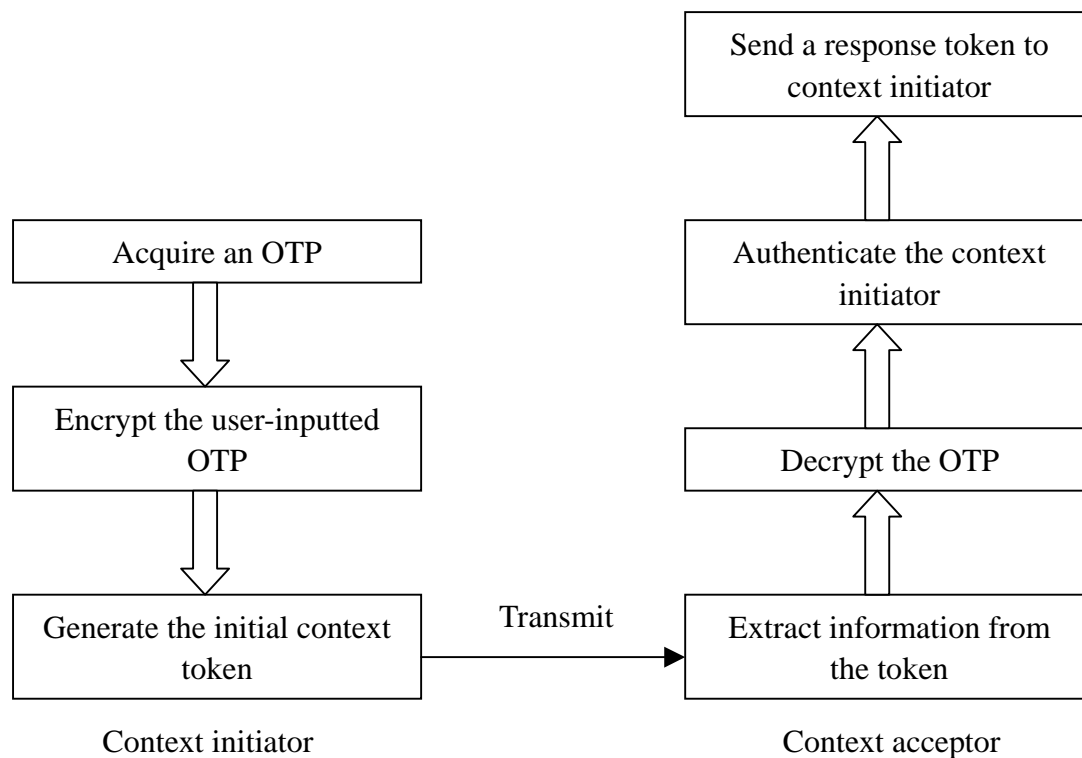 Send a response token to
context initiator
Acquire an OTP
Authenticate the context
initiator
Encrypt the user-inputted
OTP
Decrypt the OTP
Generate the initial context
token
Transmit
Extract information from
the token
Context initiator
Context acceptor